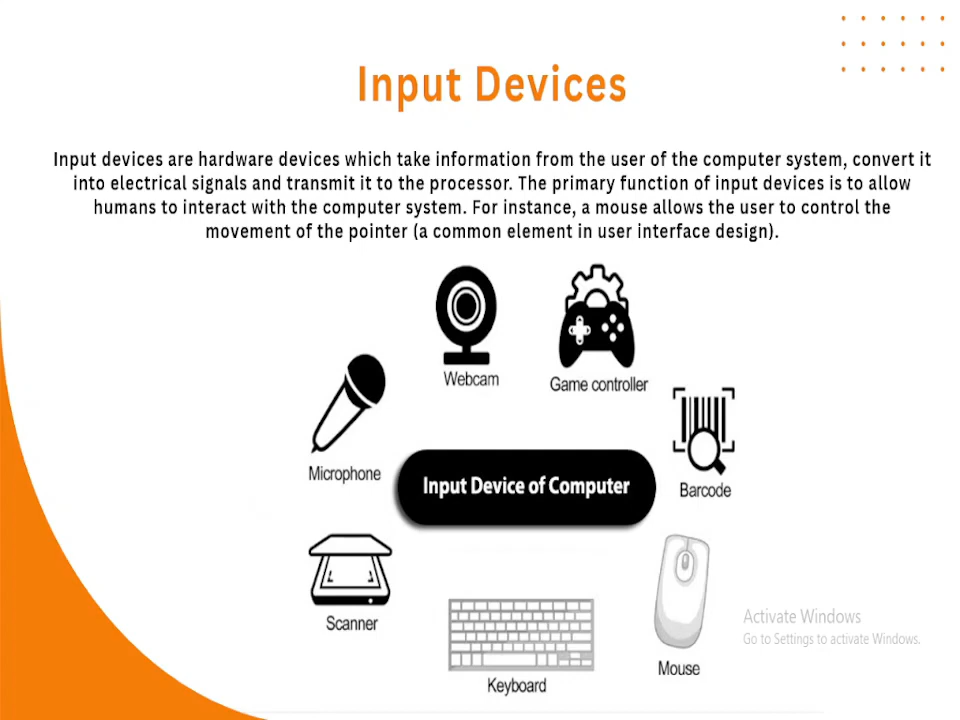 Input Devices
Input devices are hardware devices which take information from the user of the computer system, convert it
into electrical signals and transmit it to the processor. The primary function of input devices is to allow
humans to interact with the computer system. For instance, a mouse allows the user to control the
movement of the pointer (a common element in user interface design).
Webcam
Game controller
Microphone
Input Device of Computer
Barcode
Scanner
Keyboard
Mouse
Activate Windows
Go to Settings to activate Windows.